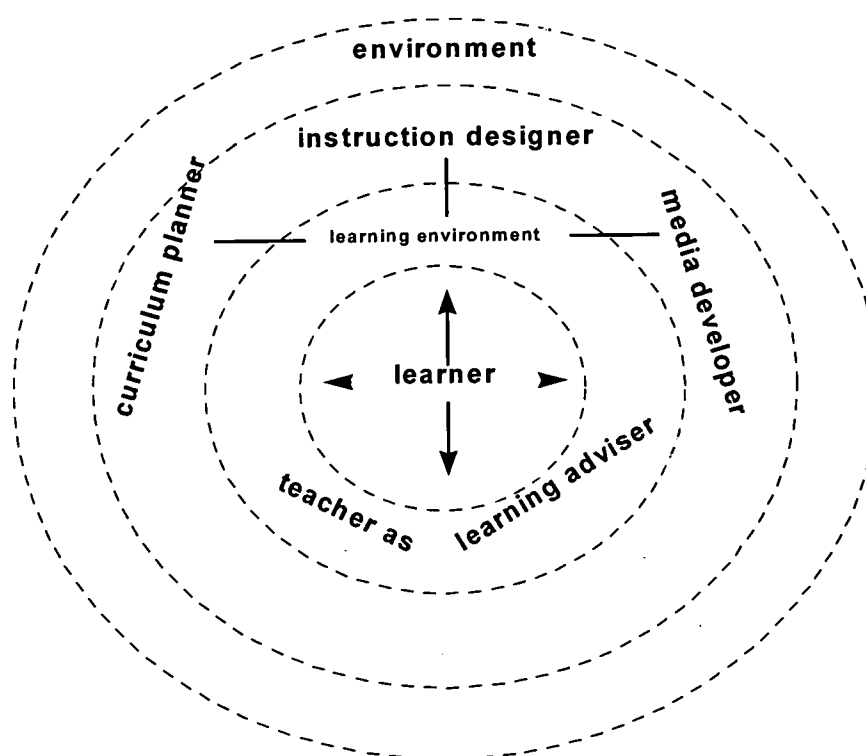 environment
instruction designer
curriculum planner
media developer
learning environment
learner
teacher as
learning adviser